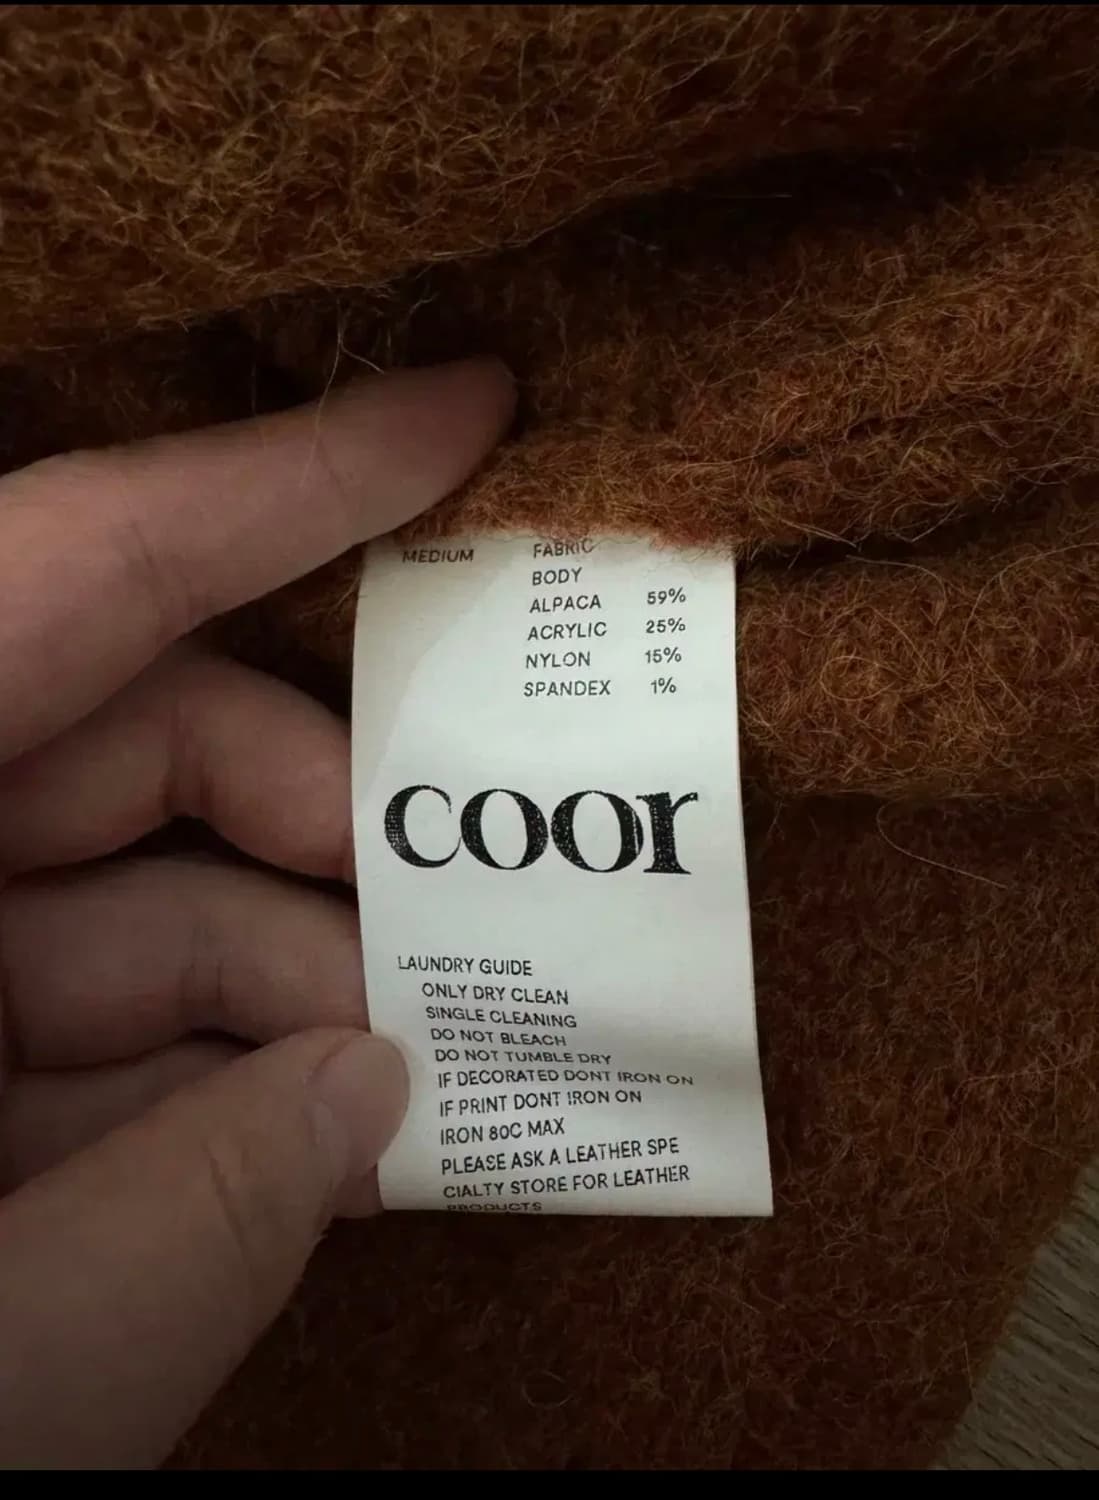 MEDIUM FABRIC
BODY
ALPACA 59%
ACRYLIC 25%
NYLON 15%
SPANDEX 1%
coor
LAUNDRY GUIDE
ONLY DRY CLEAN
SINGLE CLEANING
DO NOT BLEACH
DO NOT TUMBLE DRY
IF DECORATED DONT IRON ON
IF PRINT DONT IRON ON
IRON 80C MAX
PLEASE ASK A LEATHER SPE
CIALTY STORE FOR LEATHER
PRODUCTS